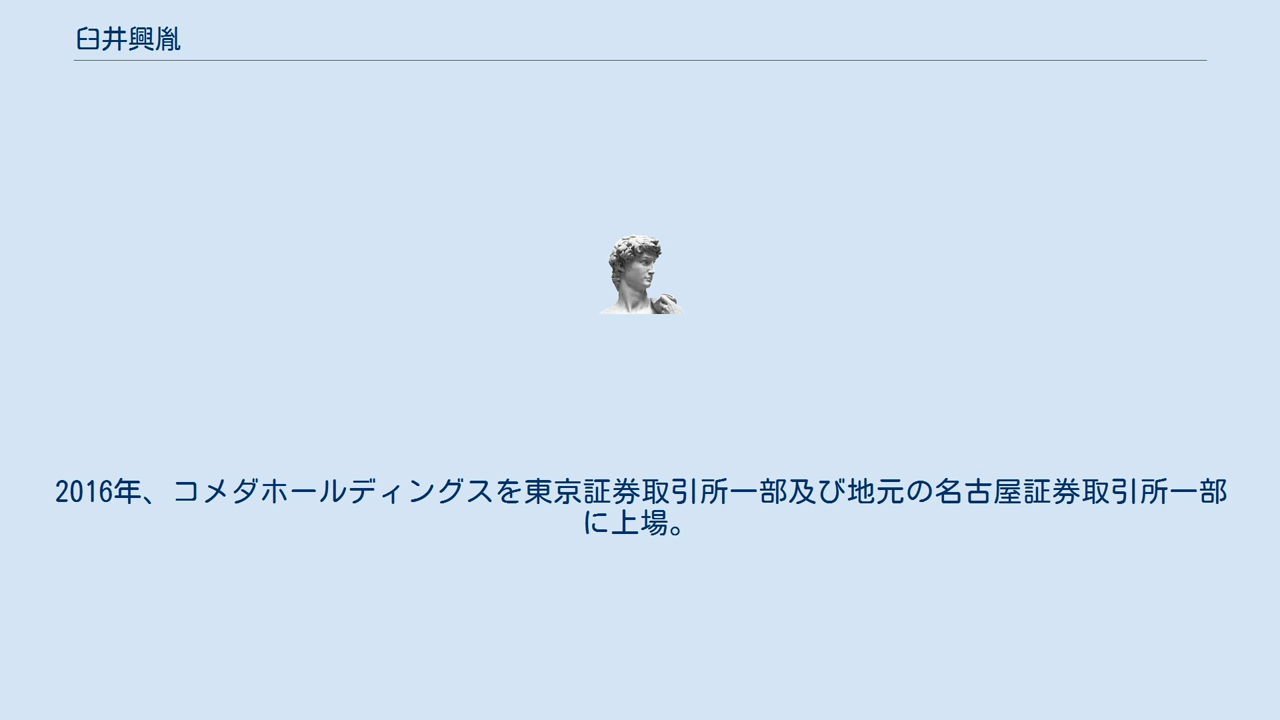 臼井興胤
2016年、コメダホールディングスを東京証券取引所一部及び地元の名古屋証券取引所一部
に上場。